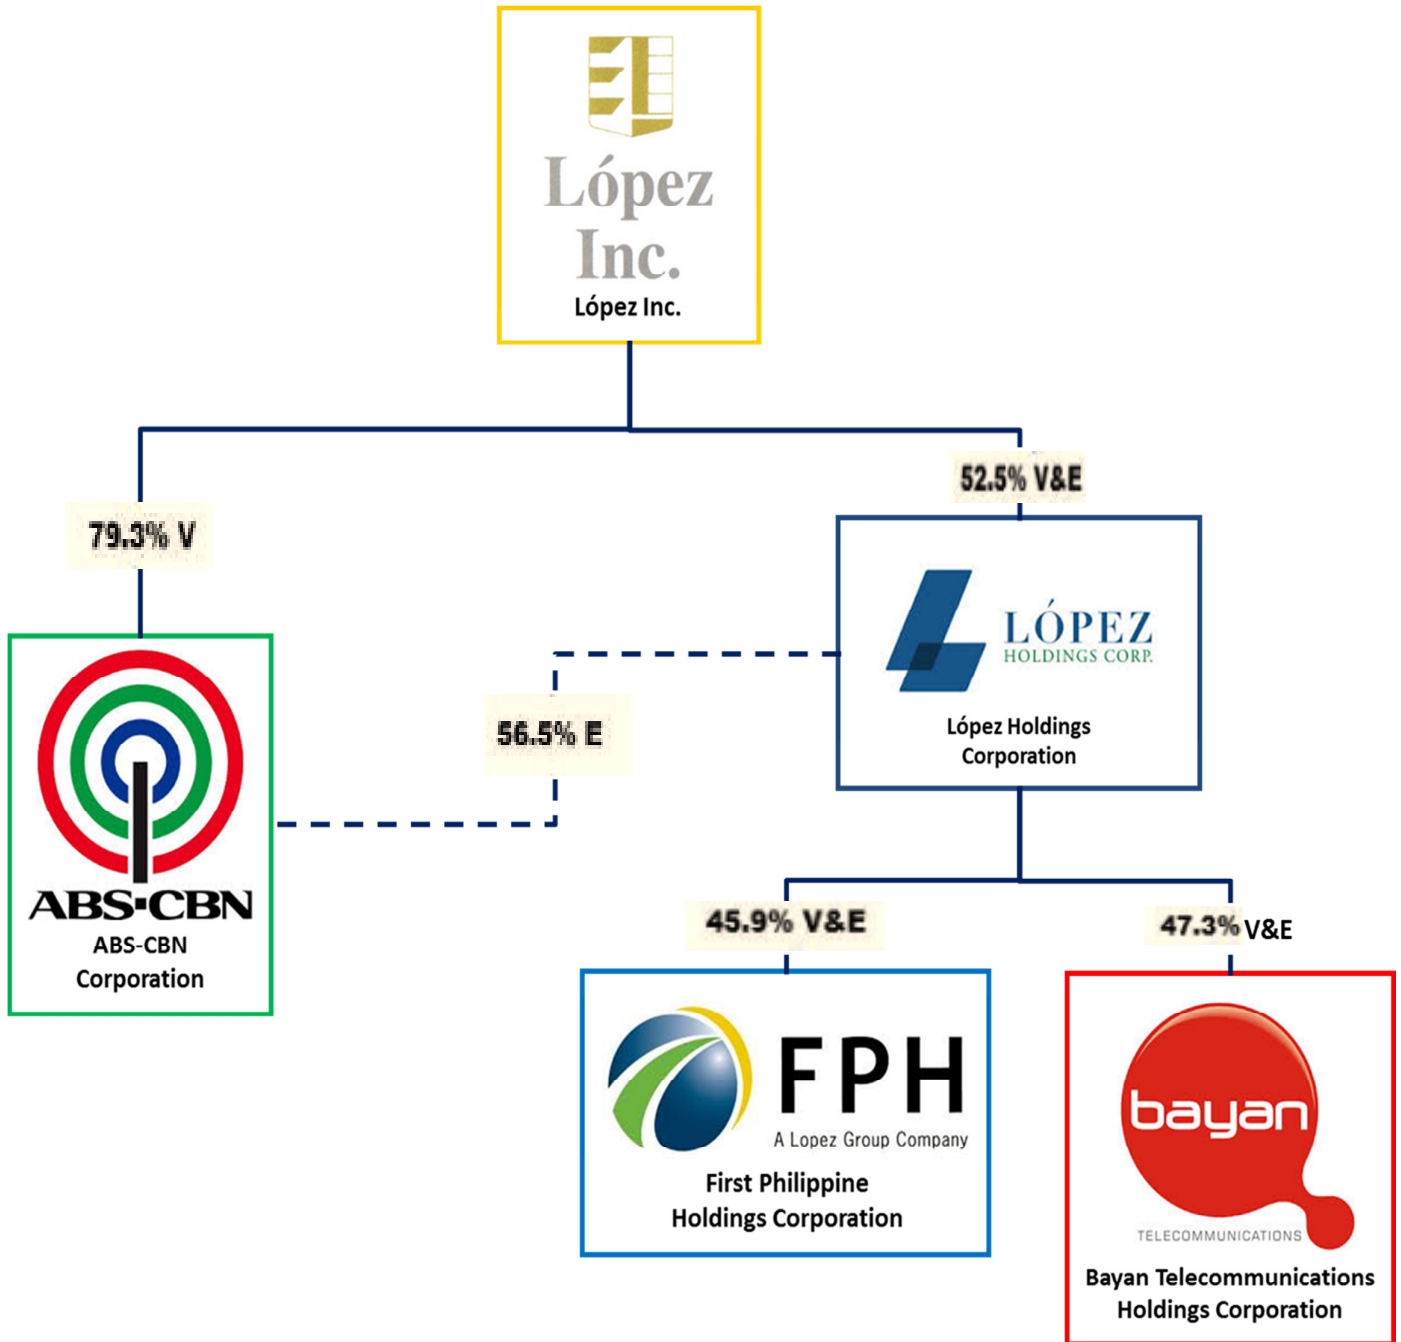 López
Inc.
López Inc.
52.5% V&E
79.3% V
LÓPEZ
HOLDINGS CORP.
56.5% E
López Holdings
Corporation
ABS-CBN
ABS-CBN
Corporation
45.9% V&E
47.3% V&E
FPH
A Lopez Group Company
First Philippine
Holdings Corporation
bayan
TELECOMMUNICATIONS
Bayan Telecommunications
Holdings Corporation